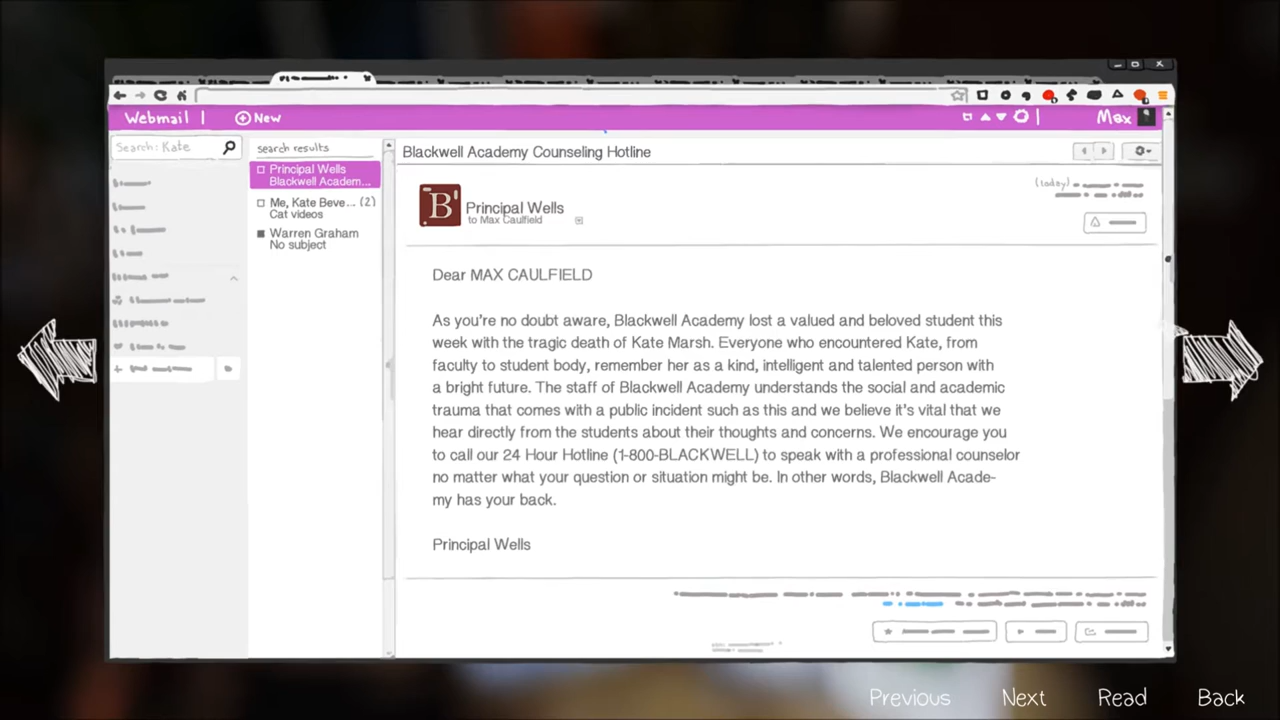 Webmail
New
Max
Search: Kate
search results
Principal Wells
Blackwell Academ...
Me, Kate Beve... (2)
Cat videos
Warren Graham
No subject
Blackwell Academy Counseling Hotline
(today)
B
Principal Wells
to Max Caulfield
Dear MAX CAULFIELD
As you're no doubt aware, Blackwell Academy lost a valued and beloved student this
week with the tragic death of Kate Marsh. Everyone who encountered Kate, from
faculty to student body, remember her as a kind, intelligent and talented person with
a bright future. The staff of Blackwell Academy understands the social and academic
trauma that comes with a public incident such as this and we believe it's vital that we
hear directly from the students about their thoughts and concerns. We encourage you
to call our 24 Hour Hotline (1-800-BLACKWELL) to speak with a professional counselor
no matter what your question or situation might be. In other words, Blackwell Acade-
my has your back.
Principal Wells
Previous Next Read Back